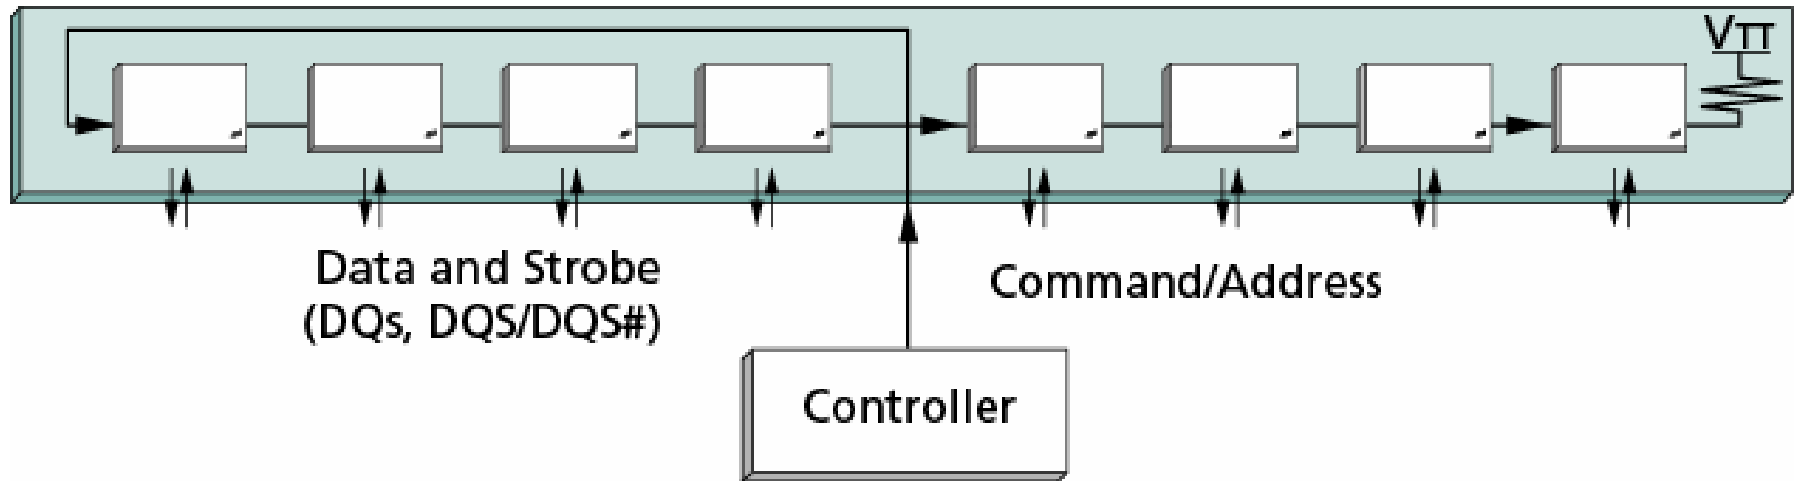 VTT
Data and Strobe
(DQs, DQS/DQS#)
Command/Address
Controller